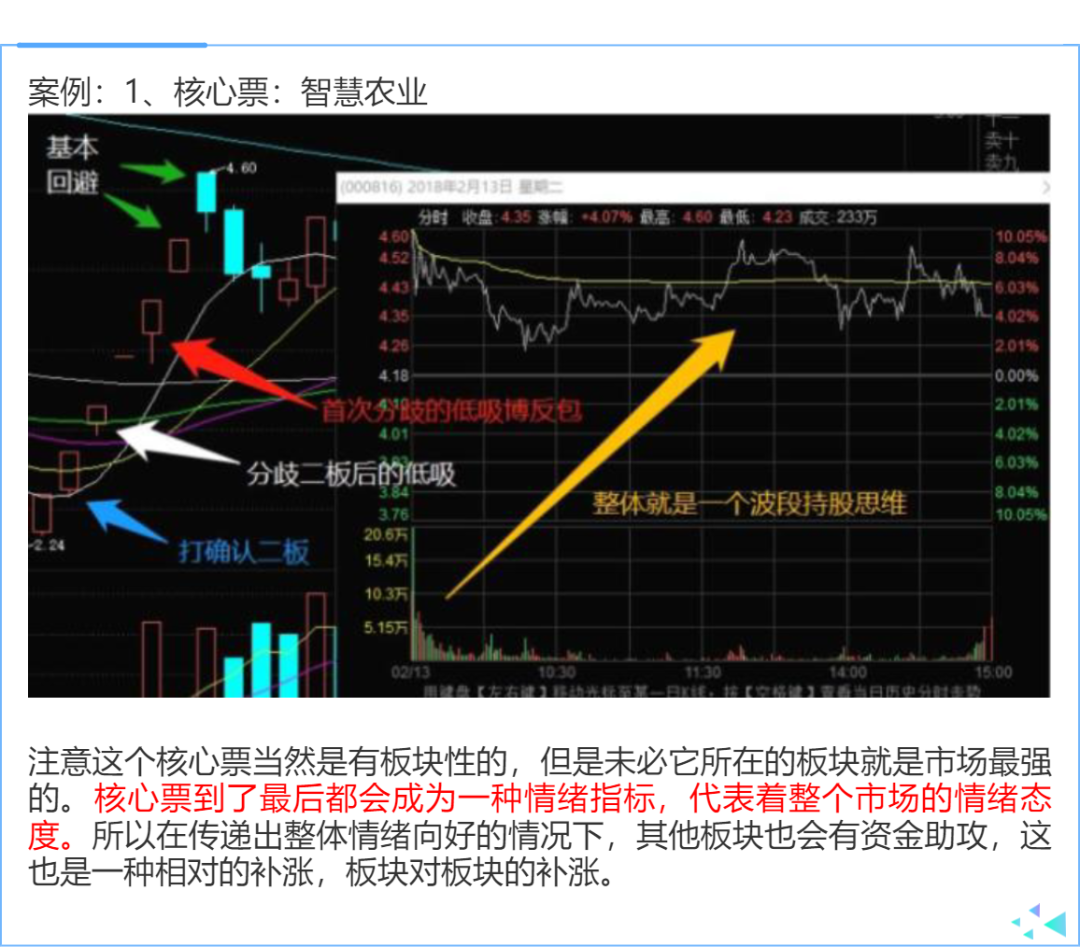 案例：1、核心票：智慧农业
基本
回避
4.60
卖十
卖九
(000816) 2018年2月13日 星期二
分时 收盘: 4.35 涨幅: +4.07% 最高: 4.60 最低: 4.23 成交: 233万
4.60 10.05%
4.52 8.04%
4.43 6.03%
4.35 4.02%
4.26 2.01%
4.18 0.00%
2.01%
首次分歧的低吸博反包
4.01 4.02%
6.03%
分歧二板后的低吸
3.84 8.04%
整体就是一个波段持股思维
3.76 10.05%
20.6万
2.24
打确认二板
15.4万
10.3万
5.15万
02/13 10:30 11:30 14:00 15:00
用键盘【左右键】移动光标至某一日K线，按【空格键】查看当日历史分时走势
注意这个核心票当然是有板块性的，但是未必它所在的板块就是市场最强
的。核心票到了最后都会成为一种情绪指标，代表着整个市场的情绪态
度。所以在传递出整体情绪向好的情况下，其他板块也会有资金助攻，这
也是一种相对的补涨，板块对板块的补涨。